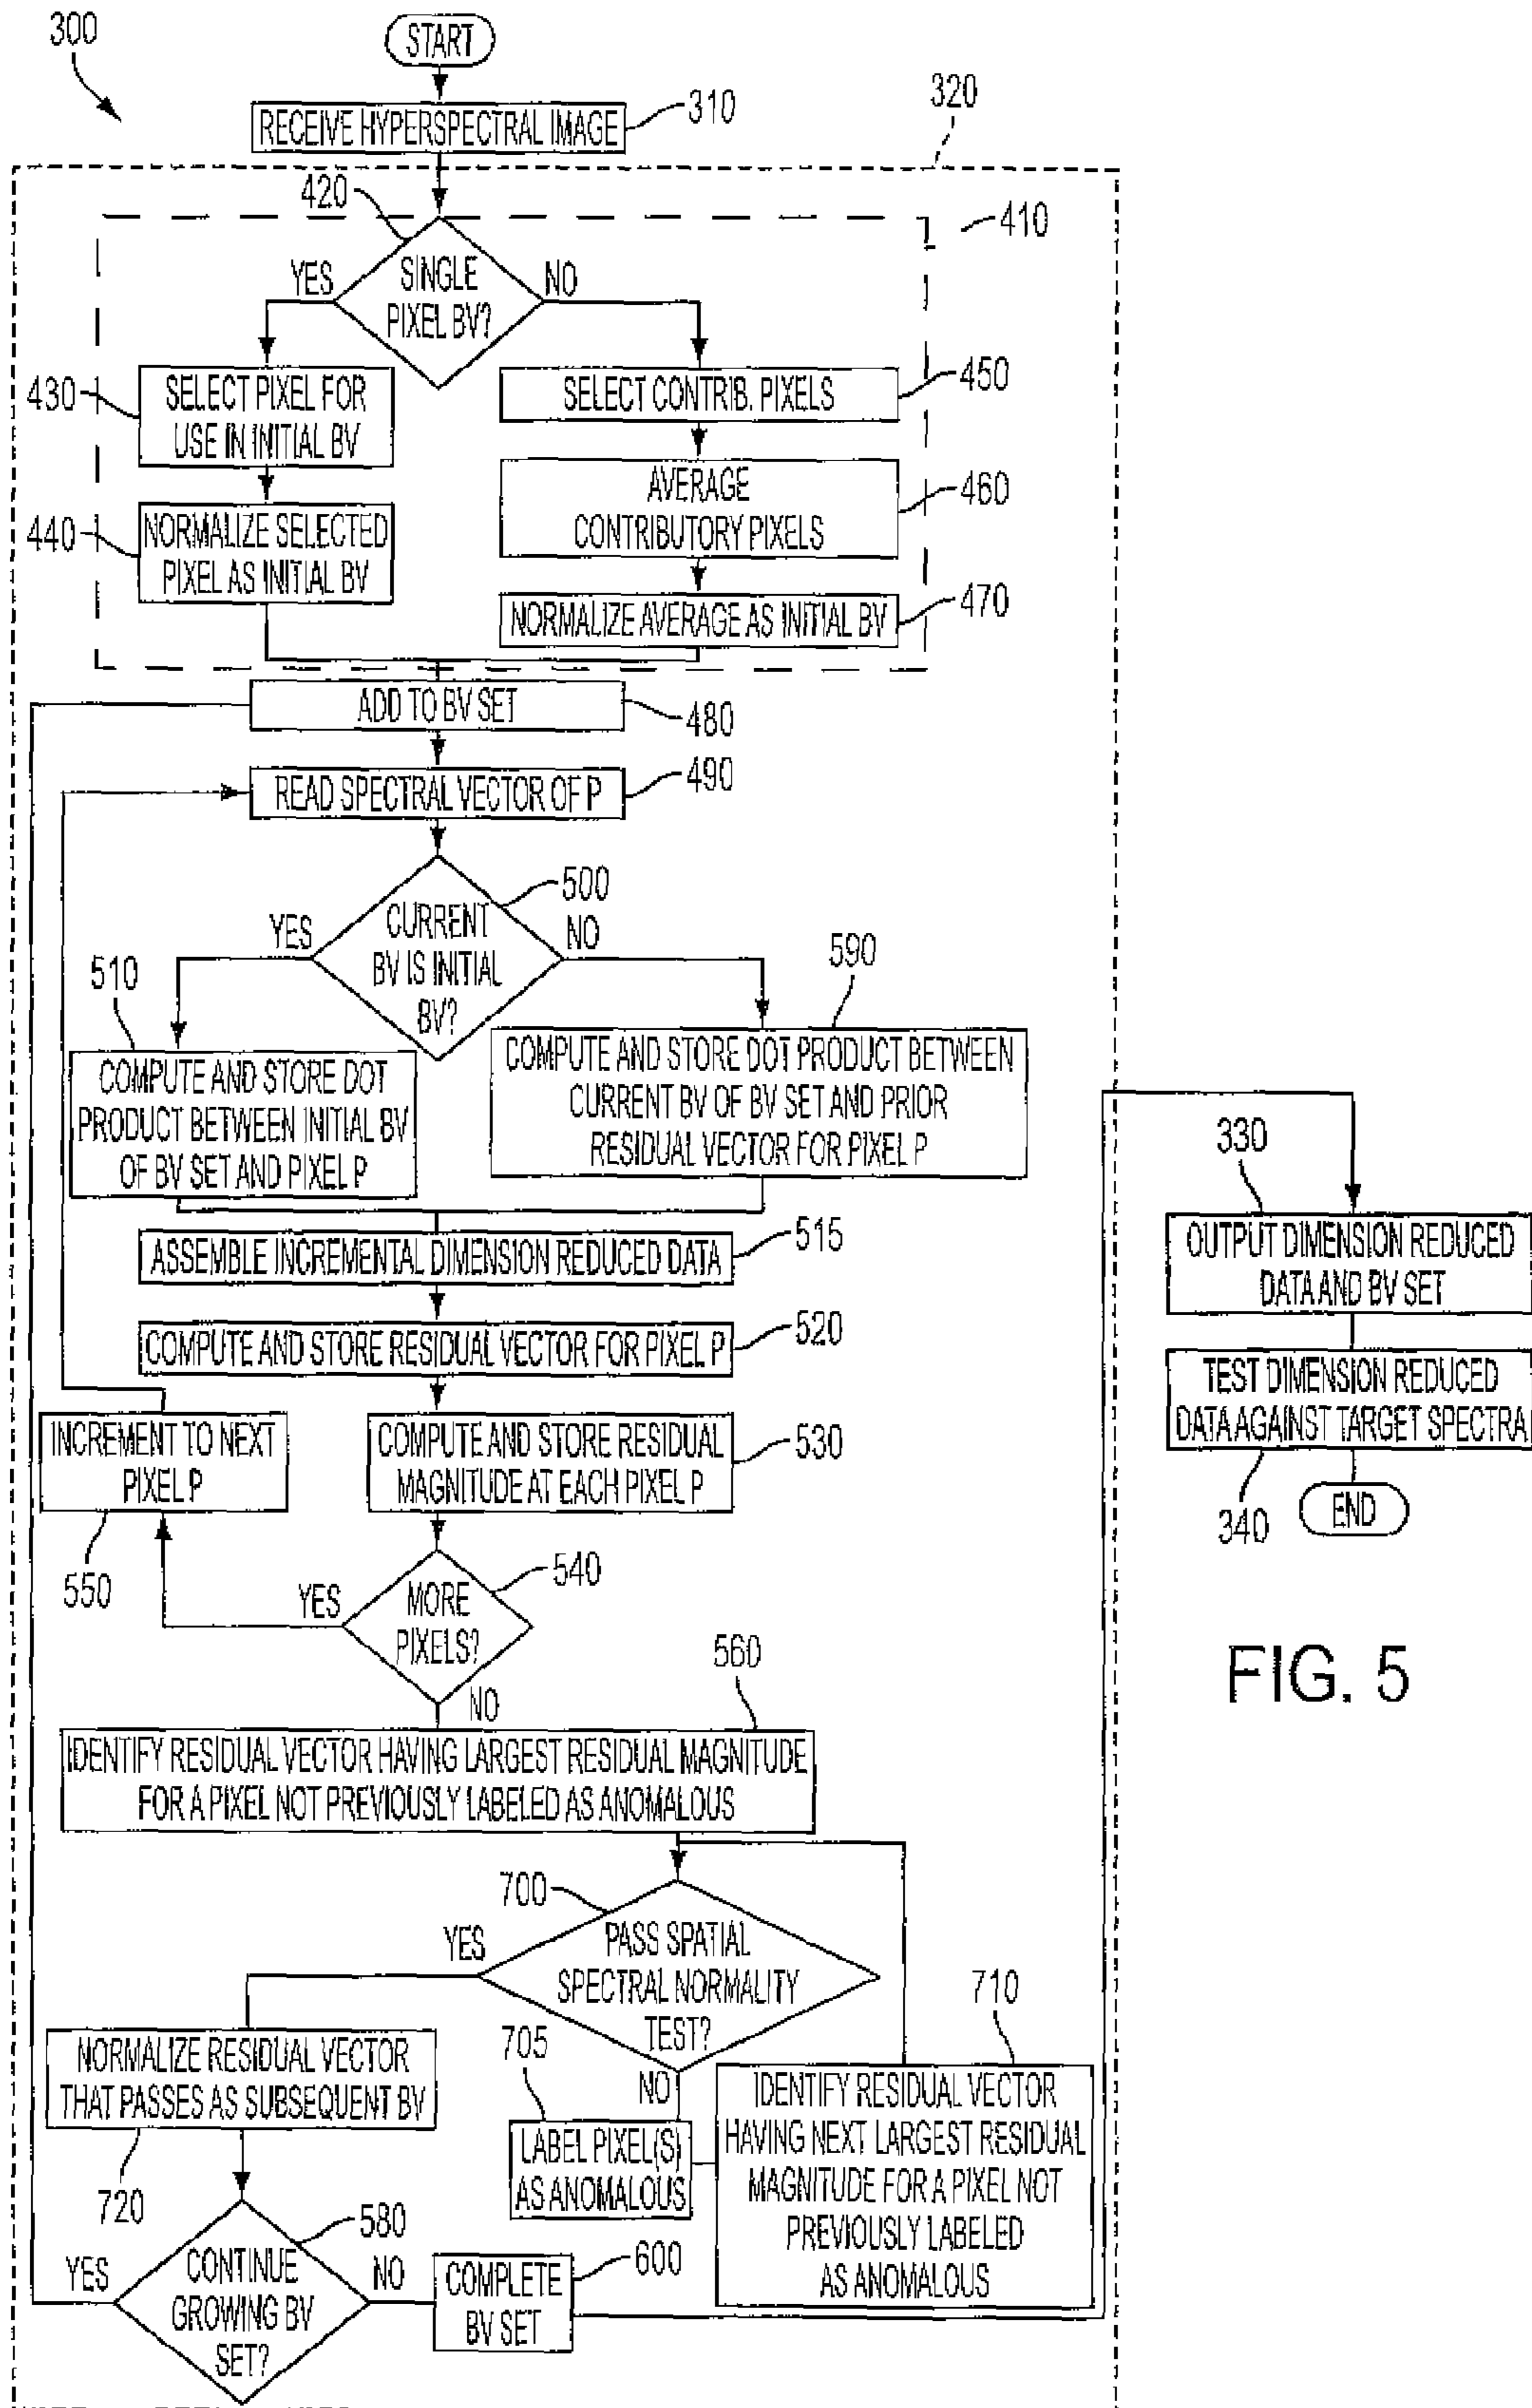 300
START
RECEIVE HYPERSPECTRAL IMAGE
310
320
410
420
SINGLE
PIXEL BV?
YES
NO
430
SELECT PIXEL FOR
USE IN INITIAL BV
440
NORMALIZE SELECTED
PIXEL AS INITIAL BV
SELECT CONTRIB. PIXELS
450
AVERAGE
CONTRIBUTORY PIXELS
460
NORMALIZE AVERAGE AS INITIAL BV
470
ADD TO BV SET
480
READ SPECTRAL VECTOR OF P
490
500
CURRENT
BV IS INITIAL
BV?
YES
NO
510
COMPUTE AND STORE DOT
PRODUCT BETWEEN INITIAL BV
OF BV SET AND PIXEL P
590
COMPUTE AND STORE DOT PRODUCT BETWEEN
CURRENT BV OF BV SET AND PRIOR
RESIDUAL VECTOR FOR PIXEL P
ASSEMBLE INCREMENTAL DIMENSION REDUCED DATA
515
COMPUTE AND STORE RESIDUAL VECTOR FOR PIXEL P
520
INCREMENT TO NEXT
PIXEL P
550
COMPUTE AND STORE RESIDUAL
MAGNITUDE AT EACH PIXEL P
530
MORE
PIXELS?
540
YES
NO
560
IDENTIFY RESIDUAL VECTOR HAVING LARGEST RESIDUAL MAGNITUDE
FOR A PIXEL NOT PREVIOUSLY LABELED AS ANOMALOUS
700
PASS SPATIAL
SPECTRAL NORMALITY
TEST?
YES
NO
705
LABEL PIXEL(S)
AS ANOMALOUS
710
IDENTIFY RESIDUAL VECTOR
HAVING NEXT LARGEST RESIDUAL
MAGNITUDE FOR A PIXEL NOT
PREVIOUSLY LABELED
AS ANOMALOUS
NORMALIZE RESIDUAL VECTOR
THAT PASSES AS SUBSEQUENT BV
720
580
CONTINUE
GROWING BV
SET?
YES
NO
COMPLETE
BV SET
600
330
OUTPUT DIMENSION REDUCED
DATA AND BV SET
TEST DIMENSION REDUCED
DATA AGAINST TARGET SPECTRA
340
END
FIG. 5